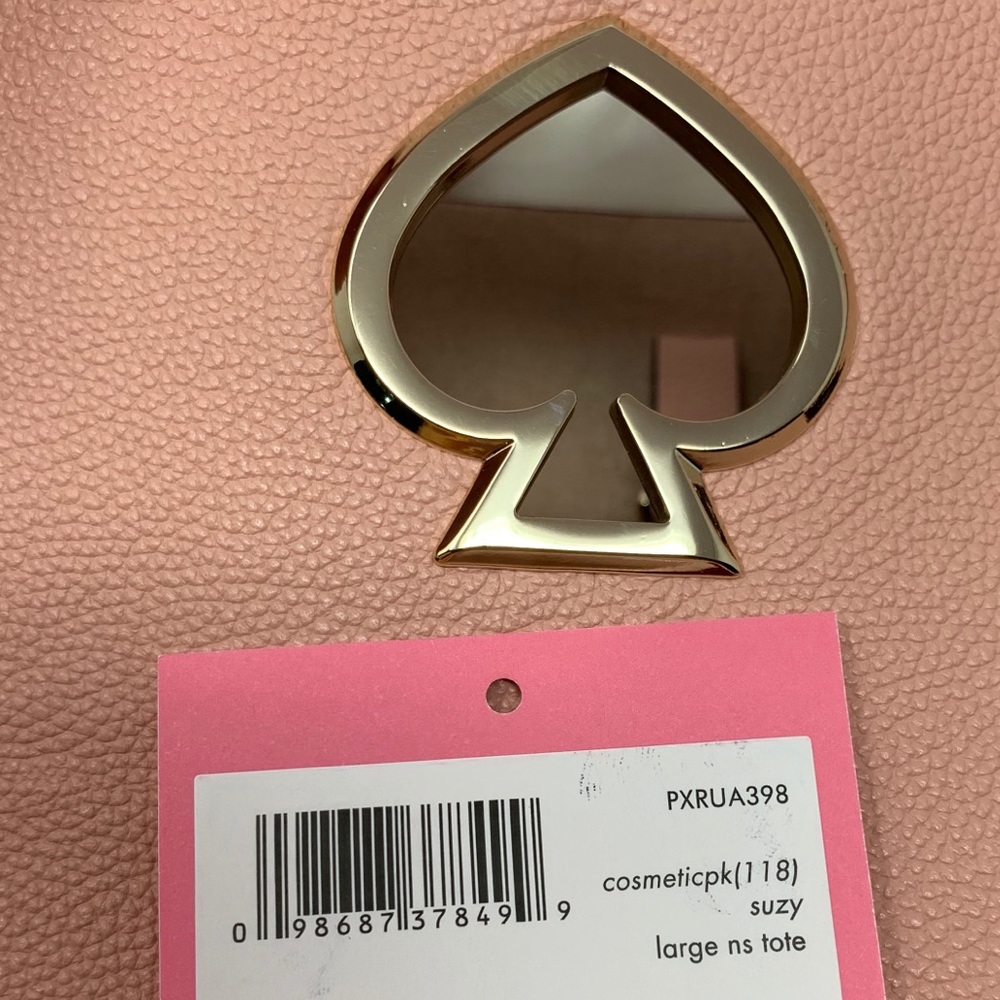 PXRUA398
cosmeticpk(118)
suzy
large ns tote
0 98687 37849 9